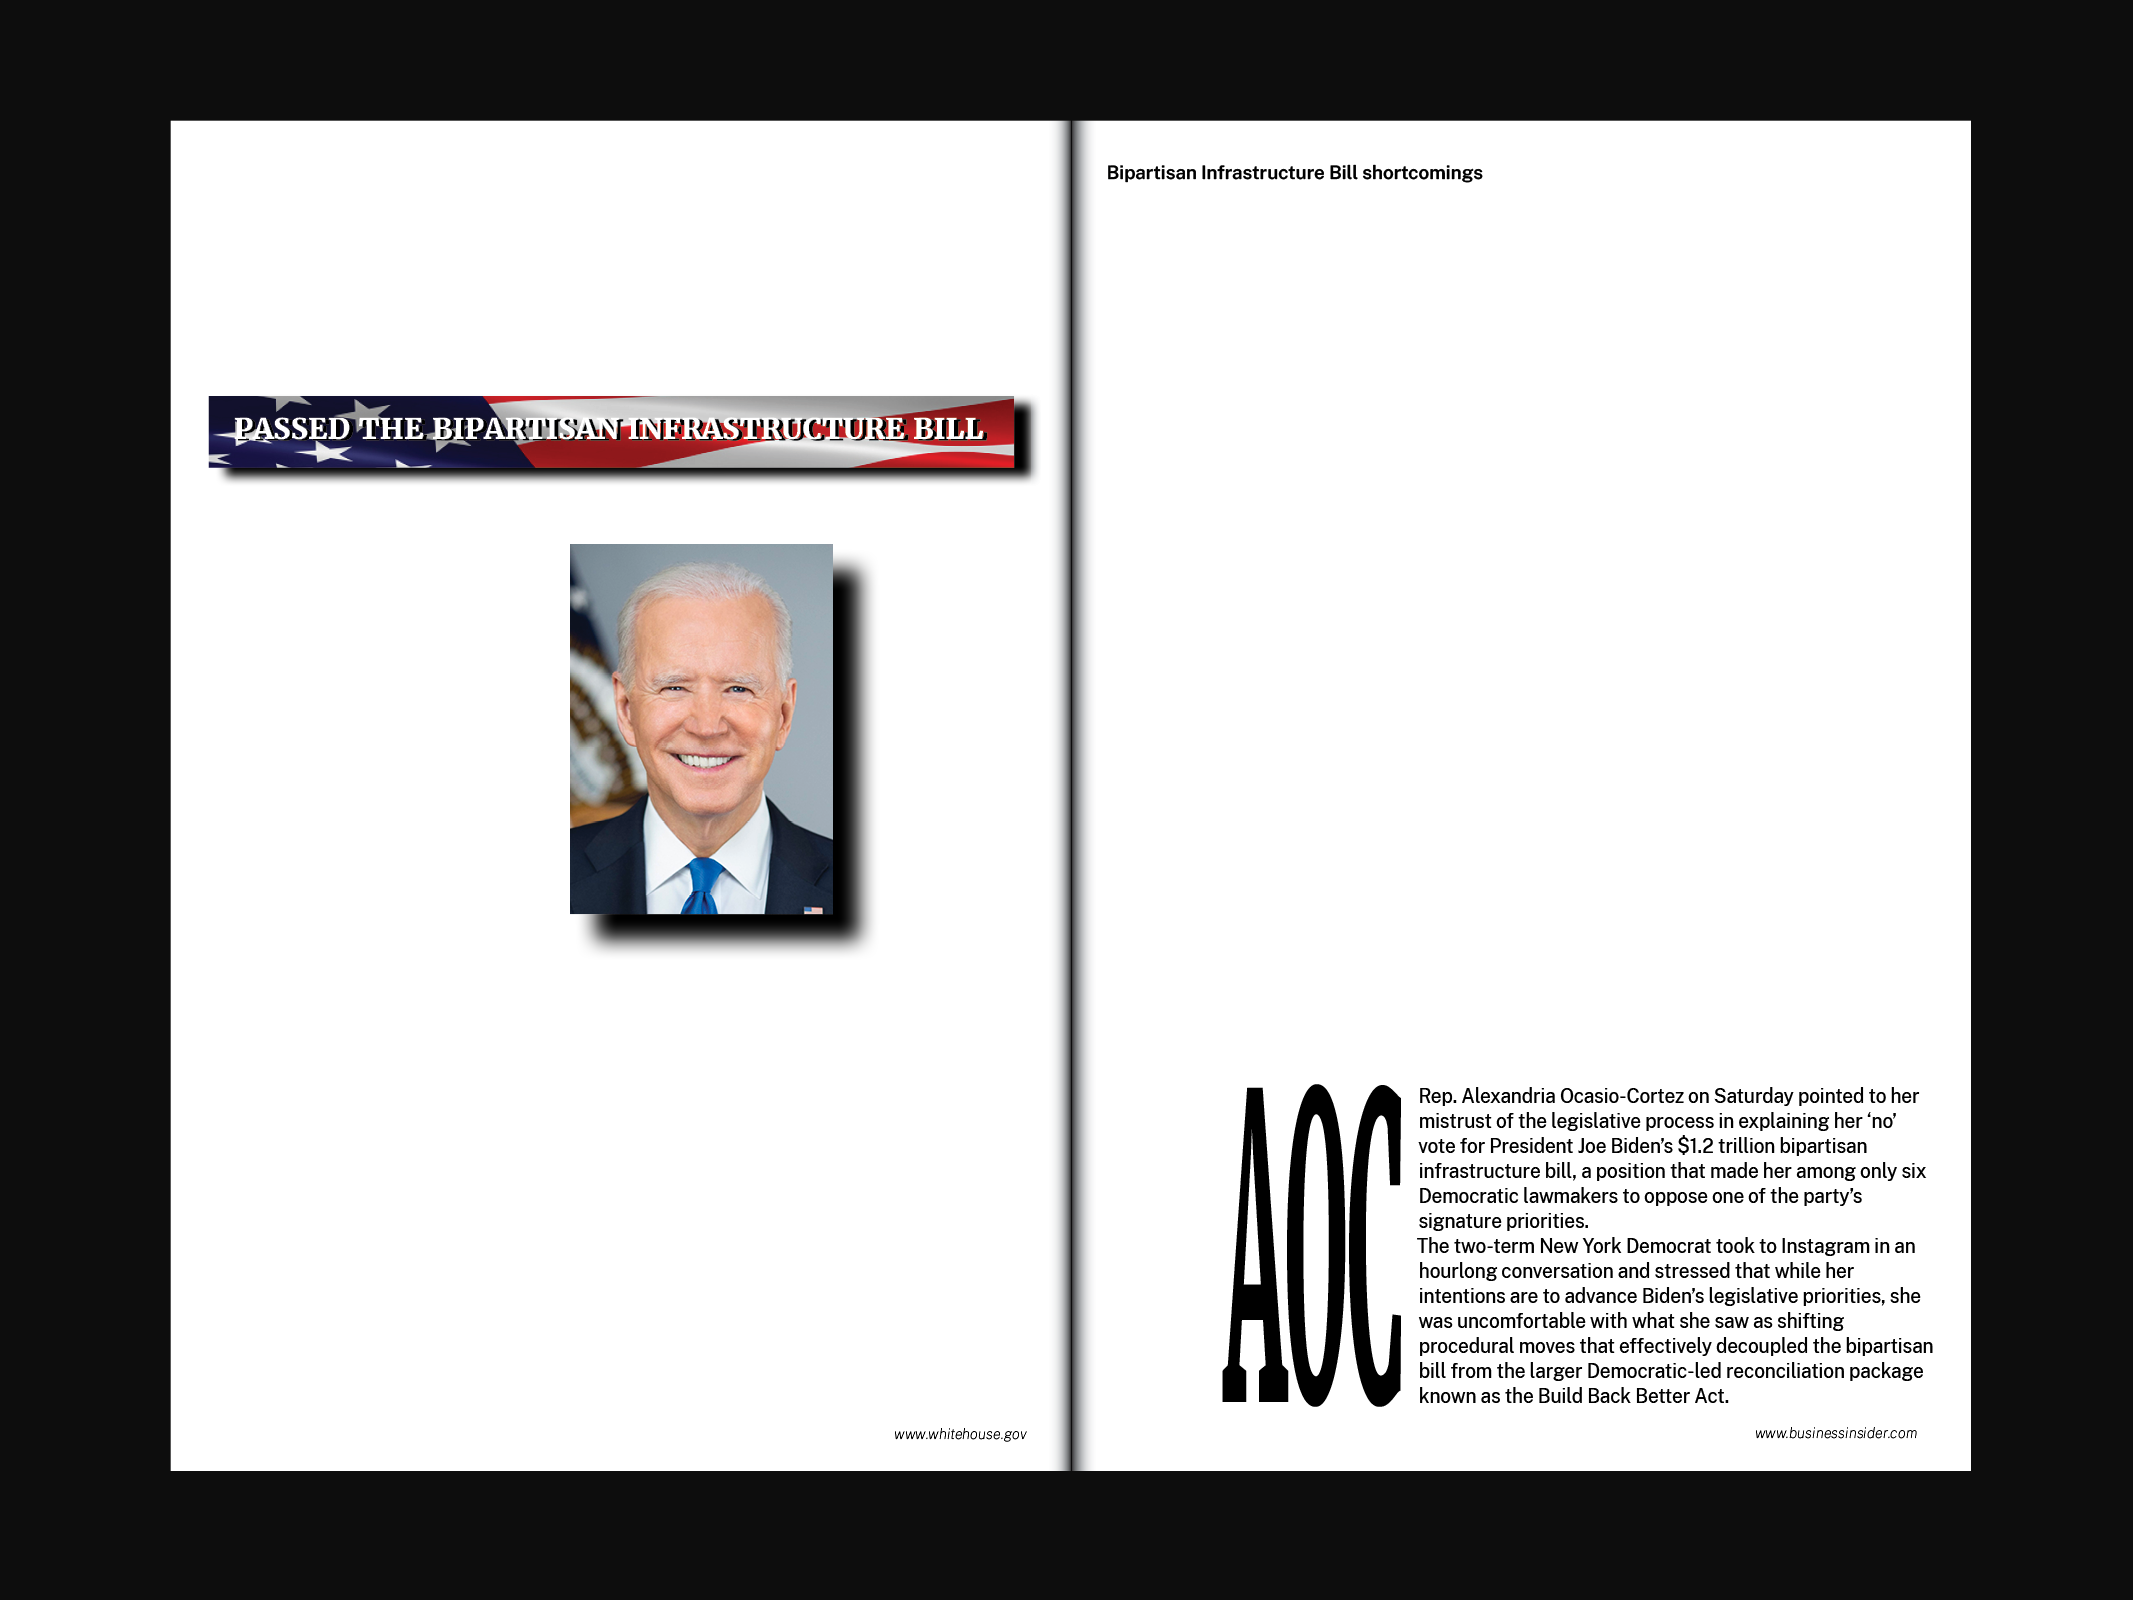 PASSED THE BIPARTISAN INFRASTRUCTURE BILL
www.whitehouse.gov
Bipartisan Infrastructure Bill shortcomings
AOC
Rep. Alexandria Ocasio-Cortez on Saturday pointed to her
mistrust of the legislative process in explaining her ‘no’
vote for President Joe Biden’s $1.2 trillion bipartisan
infrastructure bill, a position that made her among only six
Democratic lawmakers to oppose one of the party’s
signature priorities.
The two-term New York Democrat took to Instagram in an
hourlong conversation and stressed that while her
intentions are to advance Biden’s legislative priorities, she
was uncomfortable with what she saw as shifting
procedural moves that effectively decoupled the bipartisan
bill from the larger Democratic-led reconciliation package
known as the Build Back Better Act.
www.businessinsider.com